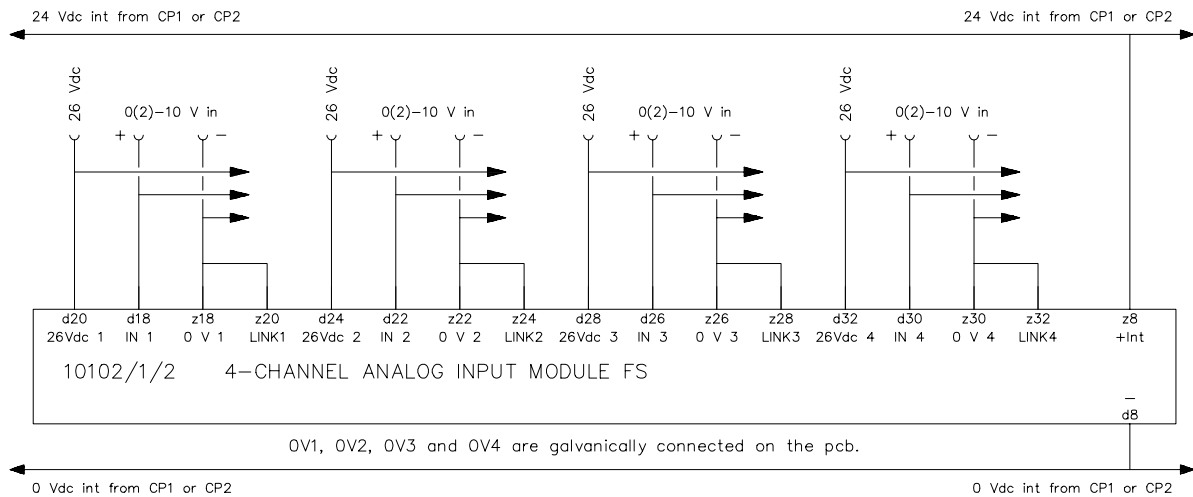 24 Vdc int from CP1 or CP2 24 Vdc int from CP1 or CP2
26 Vdc 26 Vdc 26 Vdc 26 Vdc
0(2)-10 V in 0(2)-10 V in 0(2)-10 V in 0(2)-10 V in
+ - + - + - + -
d20 d18 z18 z20 d24 d22 z22 z24 d28 d26 z26 z28 d32 d30 z30 z32 z8
26Vdc 1 IN 1 0 V 1 LINK1 26Vdc 2 IN 2 0 V 2 LINK2 26Vdc 3 IN 3 0 V 3 LINK3 26Vdc 4 IN 4 0 V 4 LINK4 +Int
10102/1/2 4-CHANNEL ANALOG INPUT MODULE FS
-
d8
0V1, 0V2, 0V3 and 0V4 are galvanically connected on the pcb.
0 Vdc int from CP1 or CP2 0 Vdc int from CP1 or CP2